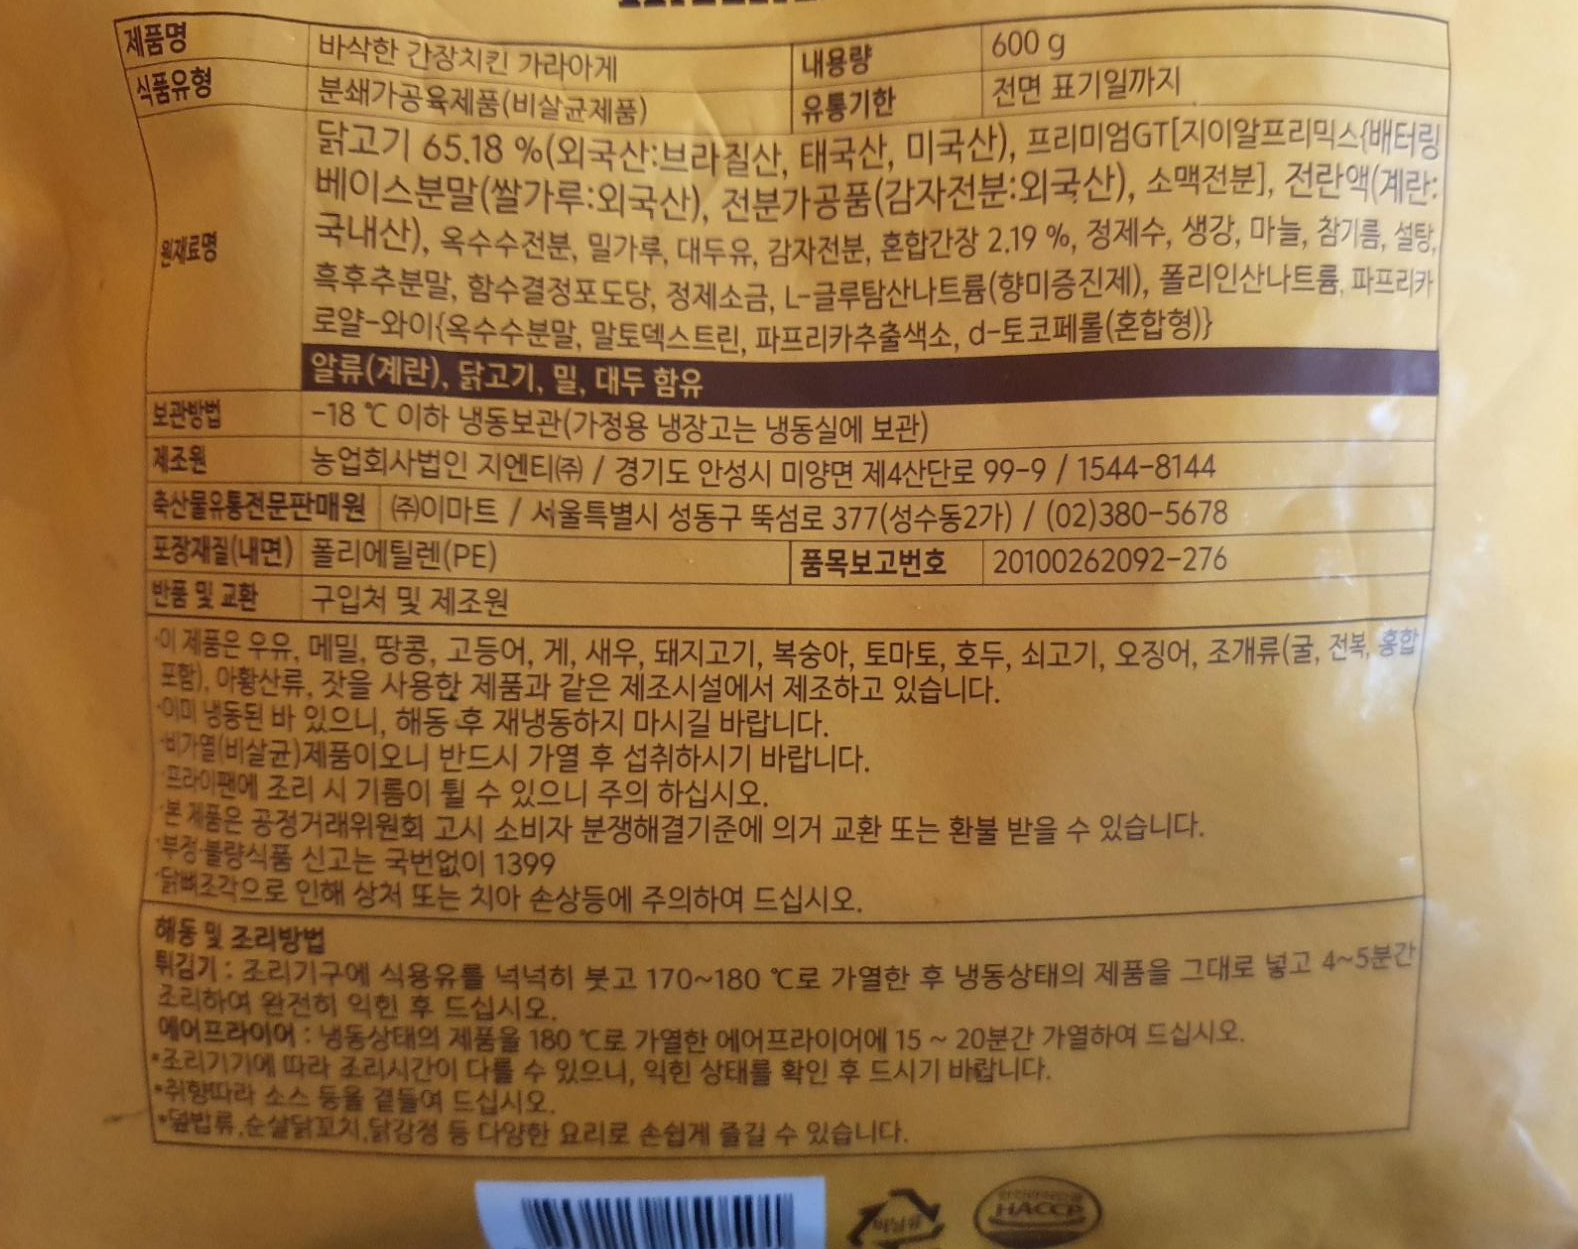 제품명 바삭한 간장치킨 가라아게 내용량 600 g
식품유형 분쇄가공육제품(비살균제품) 유통기한 전면 표기일까지
원재료명
닭고기 65.18 %(외국산:브라질산, 태국산, 미국산), 프리미엄GT[지이알프리믹스{배터링
베이스분말(쌀가루:외국산), 전분가공품(감자전분:외국산), 소맥전분], 전란액(계란:
국내산), 옥수수전분, 밀가루, 대두유, 감자전분, 혼합간장 2.19 %, 정제수, 생강, 마늘, 참기름, 설탕,
흑후추분말, 함수결정포도당, 정제소금, L-글루탐산나트륨(향미증진제), 폴리인산나트륨, 파프리카
로얄-와이{옥수수분말, 말토덱스트린, 파프리카추출색소, d-토코페롤(혼합형)}
알류(계란), 닭고기, 밀, 대두 함유
보관방법 -18 ℃ 이하 냉동보관(가정용 냉장고는 냉동실에 보관)
제조원 농업회사법인 지엔티㈜ / 경기도 안성시 미양면 제4산단로 99-9 / 1544-8144
축산물유통전문판매원 ㈜이마트 / 서울특별시 성동구 뚝섬로 377(성수동2가) / (02)380-5678
포장재질(내면) 폴리에틸렌(PE) 품목보고번호 20100262092-276
반품 및 교환 구입처 및 제조원
·이 제품은 우유, 메밀, 땅콩, 고등어, 게, 새우, 돼지고기, 복숭아, 토마토, 호두, 쇠고기, 오징어, 조개류(굴, 전복, 홍합
포함), 아황산류, 잣을 사용한 제품과 같은 제조시설에서 제조하고 있습니다.
·이미 냉동된 바 있으니, 해동 후 재냉동하지 마시길 바랍니다.
·비가열(비살균)제품이오니 반드시 가열 후 섭취하시기 바랍니다.
·프라이팬에 조리 시 기름이 튈 수 있으니 주의 하십시오.
·본 제품은 공정거래위원회 고시 소비자 분쟁해결기준에 의거 교환 또는 환불 받을 수 있습니다.
·부정·불량식품 신고는 국번없이 1399
·닭뼈조각으로 인해 상처 또는 치아 손상등에 주의하여 드십시오.
해동 및 조리방법
튀김기 : 조리기구에 식용유를 넉넉히 붓고 170~180 ℃로 가열한 후 냉동상태의 제품을 그대로 넣고 4~5분간
조리하여 완전히 익힌 후 드십시오.
에어프라이어 : 냉동상태의 제품을 180 ℃로 가열한 에어프라이어에 15 ~ 20분간 가열하여 드십시오.
*조리기기에 따라 조리시간이 다를 수 있으니, 익힌 상태를 확인 후 드시기 바랍니다.
*취향따라 소스 등을 곁들여 드십시오.
*덮밥류,순살닭꼬치,닭강정 등 다양한 요리로 손쉽게 즐길 수 있습니다.
비닐류
HACCP